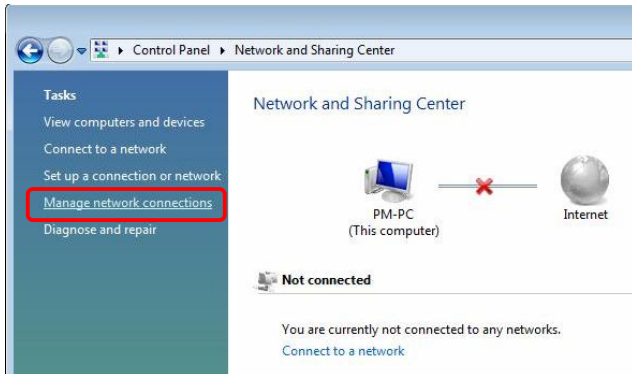 Control Panel ▸ Network and Sharing Center
Tasks
View computers and devices
Connect to a network
Set up a connection or network
Manage network connections
Diagnose and repair
Network and Sharing Center
PM-PC
(This computer)
Internet
Not connected
You are currently not connected to any networks.
Connect to a network